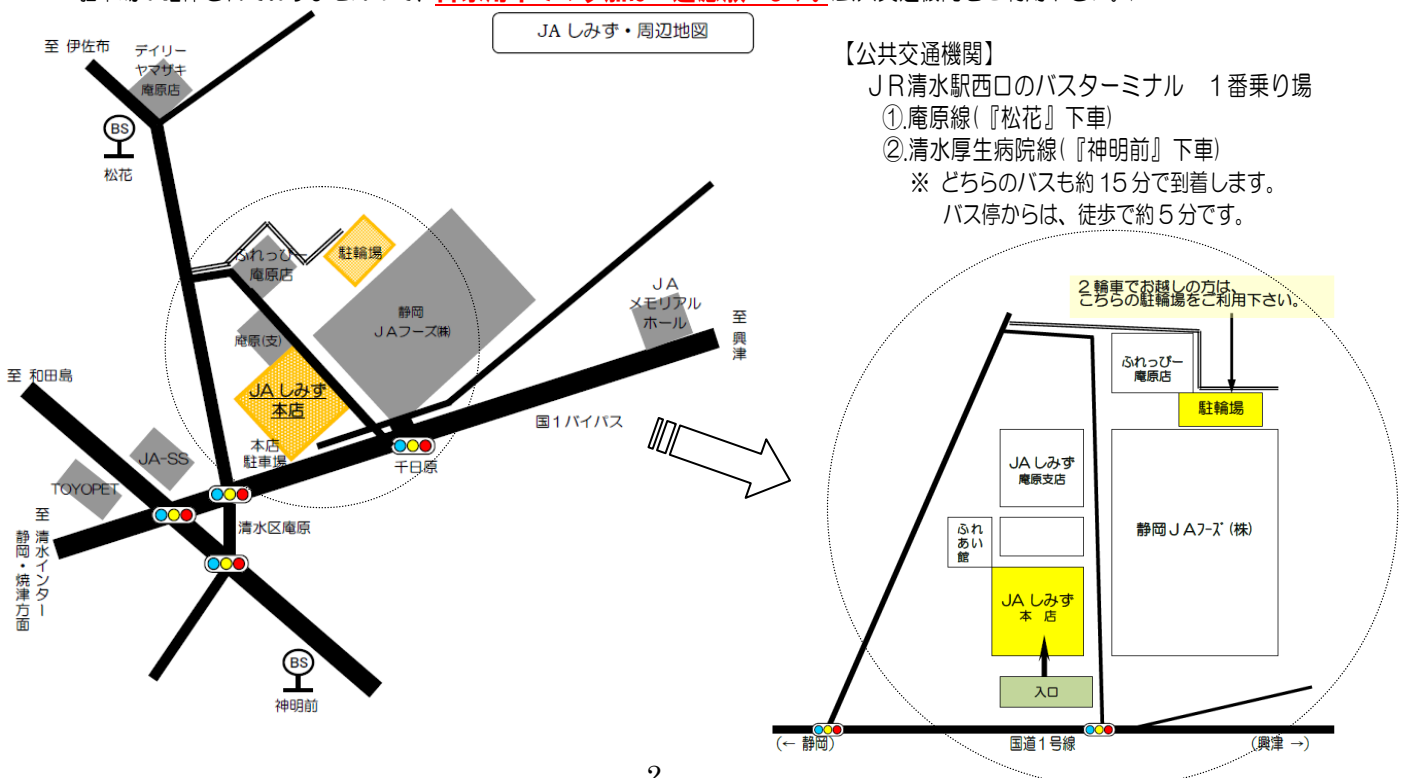 JA しみず・周辺地図
【公共交通機関】
JR清水駅西口のバスターミナル 1番乗り場
①.庵原線(『松花』下車)
②.清水厚生病院線(『神明前』下車)
※ どちらのバスも約15分で到着します。
バス停からは、徒歩で約5分です。
至 伊佐布
デイリー
ヤマザキ
庵原店
BS
松花
ふれっぴー
庵原店
駐輪場
静岡
JAフーズ㈱
JA
メモリアル
ホール
至 興津
庵原(支)
至 和田島
JA しみず
本店
国1バイパス
本店
駐車場
千日原
JA-SS
TOYOPET
清水区庵原
至 清水インター
静岡・焼津方面
BS
神明前
2輪車でお越しの方は、
こちらの駐輪場をご利用下さい。
ふれっぴー
庵原店
駐輪場
JA しみず
庵原支店
ふれ
あい
館
静岡JAフーズ(株)
JA しみず
本 店
入口
(← 静岡)
国道1号線
(興津 →)
2